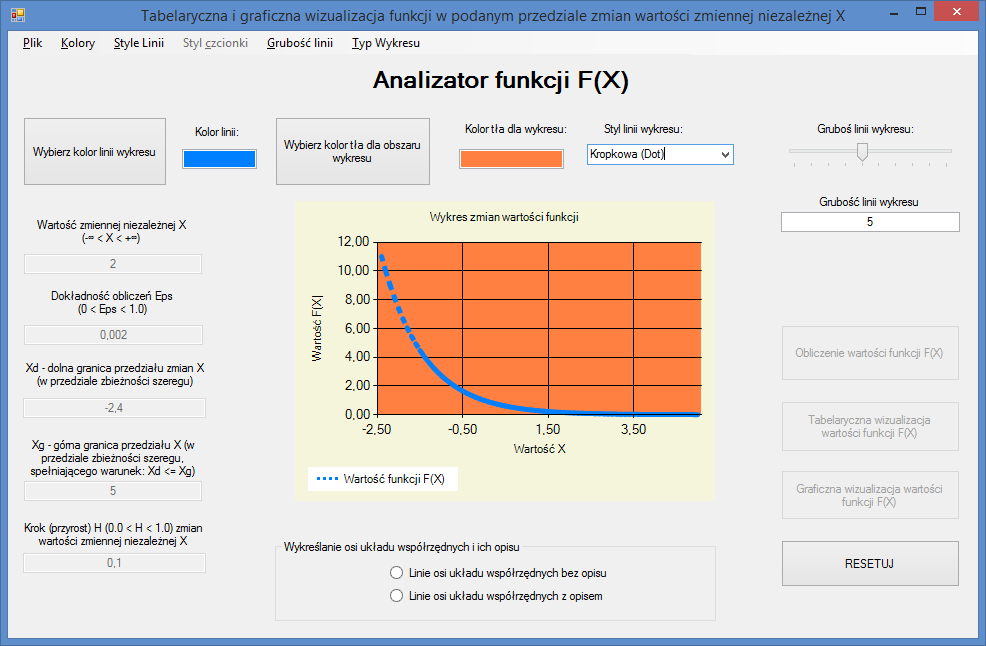 Tabelaryczna i graficzna wizualizacja funkcji w podanym przedziale zmian wartości zmiennej niezależnej X
Plik Kolory Style Linii Styl czcionki Grubość linii Typ Wykresu
Analizator funkcji F(X)
Wybierz kolor linii wykresu
Kolor linii:
Wybierz kolor tła dla obszaru
wykresu
Kolor tła dla wykresu:
Styl linii wykresu:
Kropkowa (Dot)
Gruboś linii wykresu:
Grubość linii wykresu
5
Wartość zmiennej niezależnej X
(-∞ < X < +∞)
2
Dokładność obliczeń Eps
(0 < Eps < 1.0)
0,002
Xd - dolna granica przedziału zmian X
(w przedziale zbieżności szeregu)
-2,4
Xg - górna granica przedziału X (w
przedziale zbieżności szeregu,
spełniającego warunek: Xd <= Xg)
5
Krok (przyrost) H (0.0 < H < 1.0) zmian
wartości zmiennej niezależnej X
0,1
Wykres zmian wartości funkcji
Wartość F(X)
12,00
10,00
8,00
6,00
4,00
2,00
0,00
-2,50 -0,50 1,50 3,50
Wartość X
Wartość funkcji F(X)
Wykreślanie osi układu współrzędnych i ich opisu
Linie osi układu współrzędnych bez opisu
Linie osi układu współrzędnych z opisem
Obliczenie wartości funkcji F(X)
Tabelaryczna wizualizacja
wartości funkcji F(X)
Graficzna wizualizacja wartości
funkcji F(X)
RESETUJ